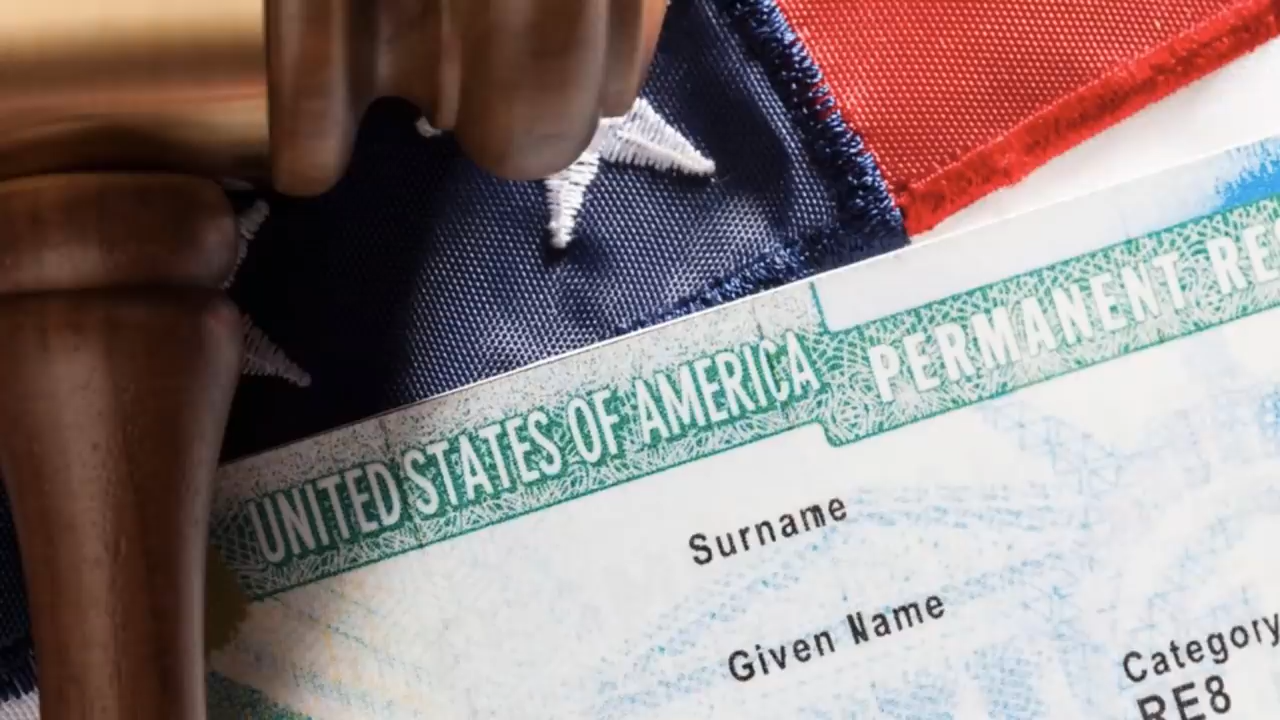 UNITED STATES OF AMERICA PERMANENT RE
Surname
Given Name
Category
RE8